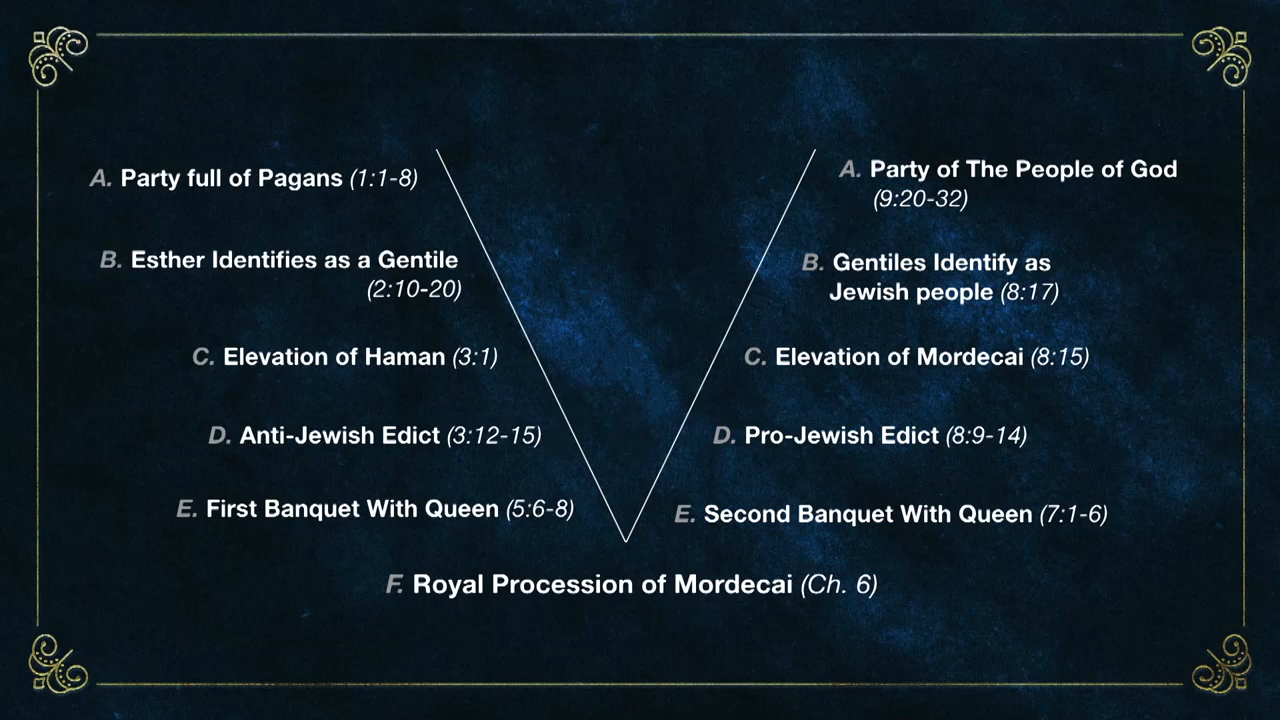 A. Party full of Pagans (1:1-8)
B. Esther Identifies as a Gentile
(2:10-20)
C. Elevation of Haman (3:1)
D. Anti-Jewish Edict (3:12-15)
E. First Banquet With Queen (5:6-8)
A. Party of The People of God
(9:20-32)
B. Gentiles Identify as
Jewish people (8:17)
C. Elevation of Mordecai (8:15)
D. Pro-Jewish Edict (8:9-14)
E. Second Banquet With Queen (7:1-6)
F. Royal Procession of Mordecai (Ch. 6)